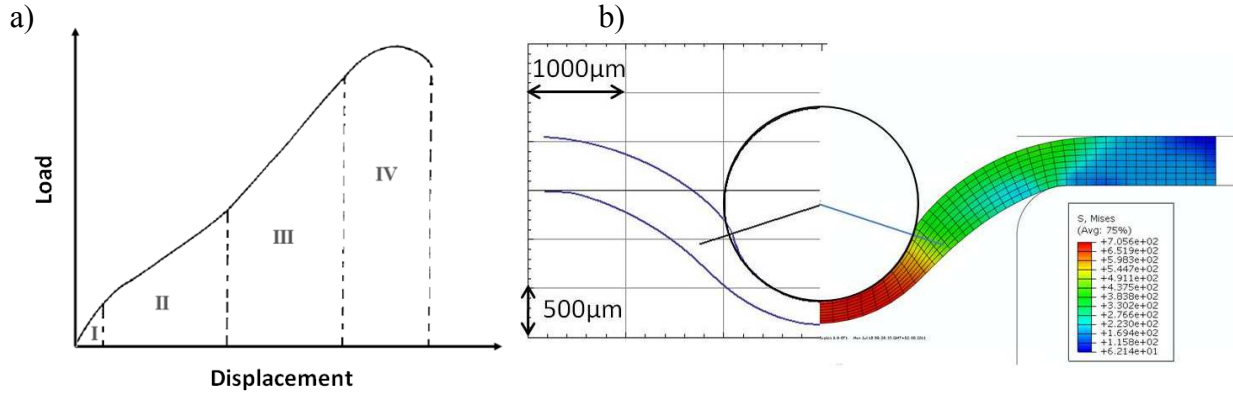 a)
Load
I
II
III
IV
Displacement
b)
1000µm
500µm
S, Mises
(Avg: 75%)
+7.056e+02
+6.519e+02
+5.983e+02
+5.447e+02
+4.911e+02
+4.375e+02
+3.838e+02
+3.302e+02
+2.766e+02
+2.230e+02
+1.694e+02
+1.158e+02
+6.214e+01